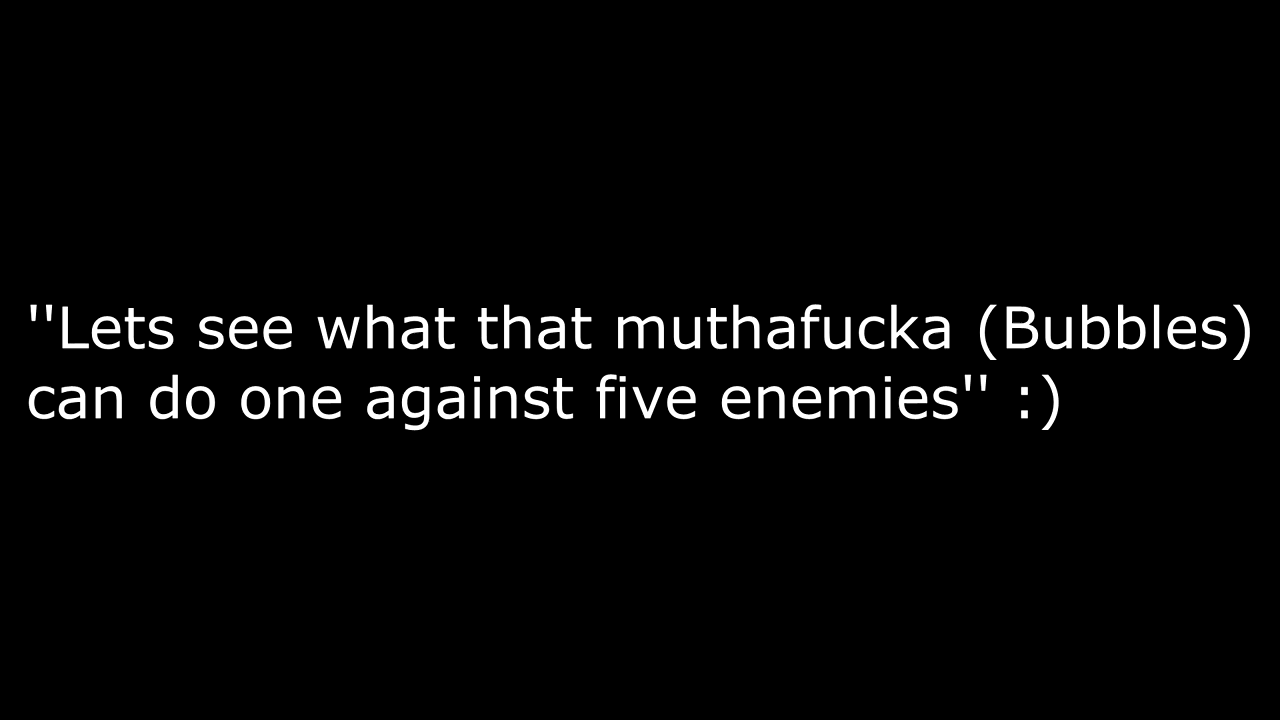 ''Lets see what that muthafucka (Bubbles)
can do one against five enemies'' :)